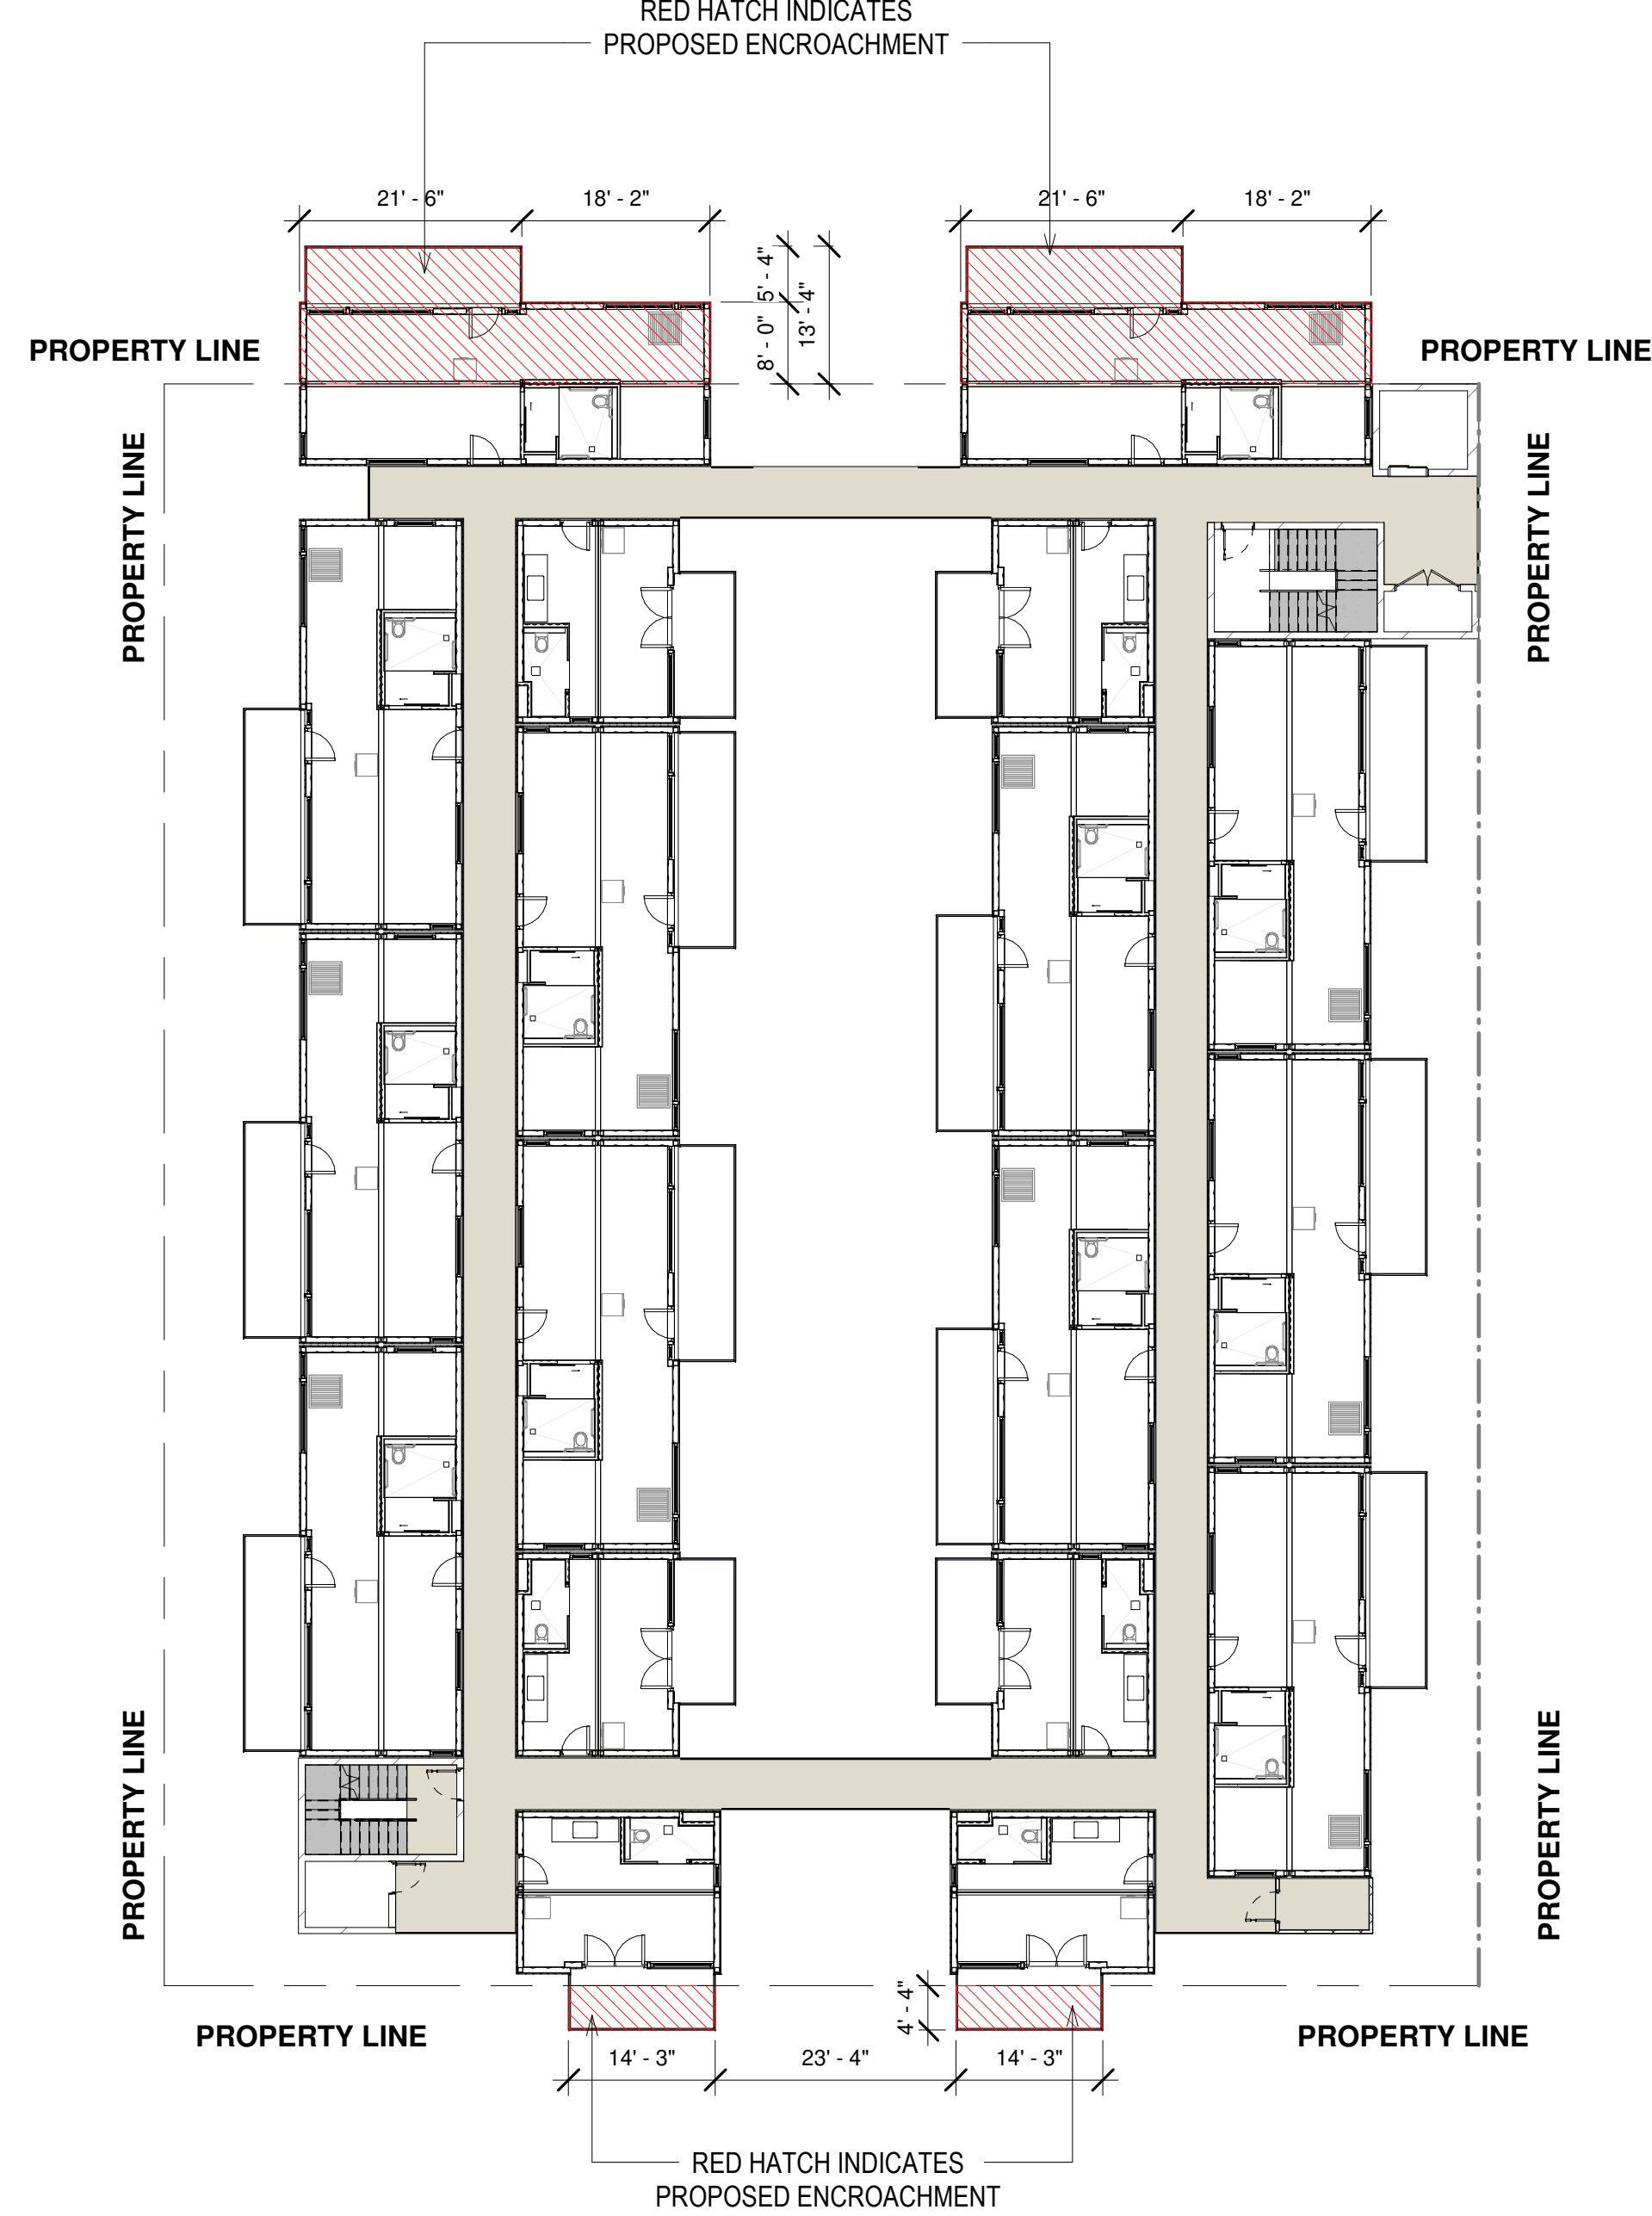 RED HATCH INDICATES
PROPOSED ENCROACHMENT
21' - 6"
18' - 2"
21' - 6"
18' - 2"
5' - 4"
8' - 0"
13' - 4"
PROPERTY LINE
PROPERTY LINE
PROPERTY LINE
PROPERTY LINE
PROPERTY LINE
PROPERTY LINE
4' - 4"
PROPERTY LINE
PROPERTY LINE
14' - 3"
23' - 4"
14' - 3"
RED HATCH INDICATES
PROPOSED ENCROACHMENT